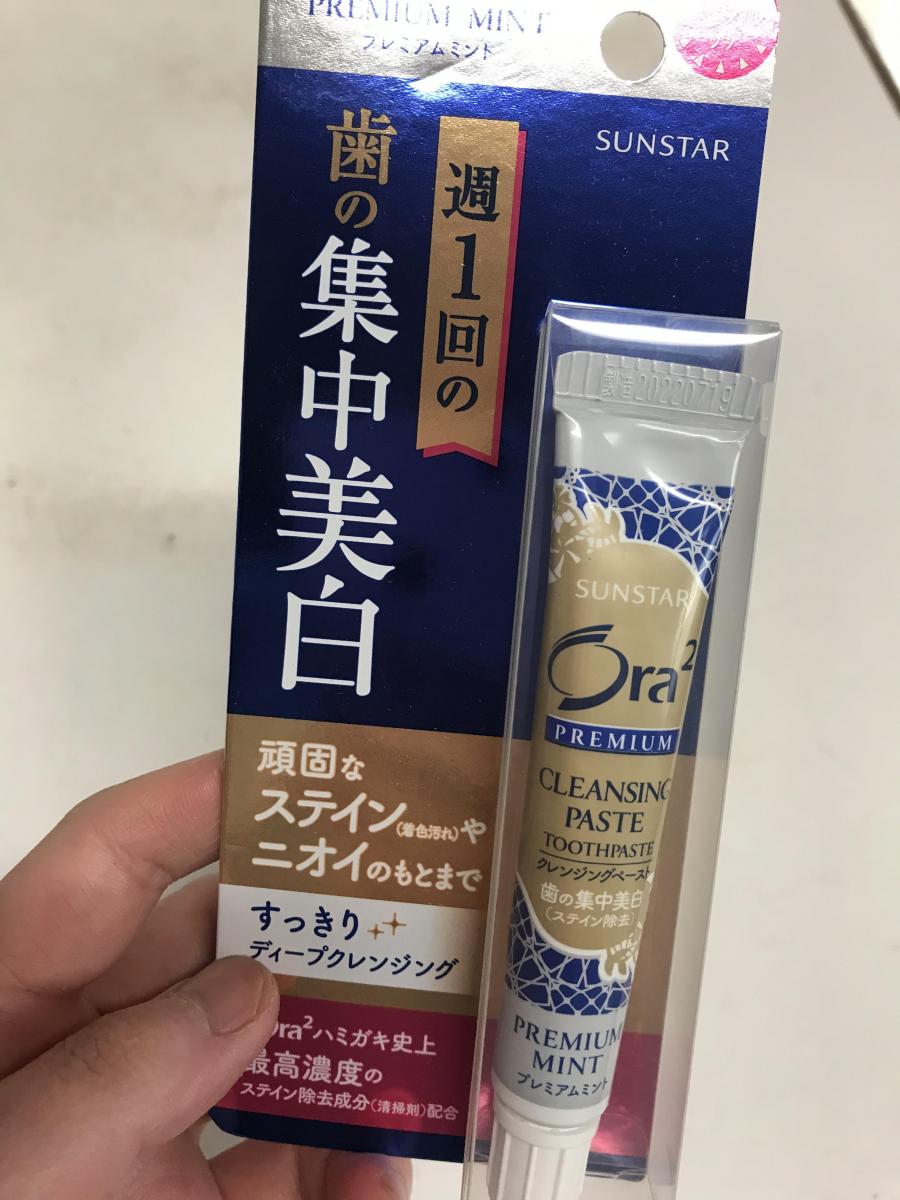 PREMIUM MINT
プレミアムミント
SUNSTAR
週1回の
歯の集中美白
頑固な
ステイン(着色汚れ)や
ニオイのもとまで
すっきり
ディープクレンジング
Ora²ハミガキ史上
最高濃度の
ステイン除去成分(清掃剤)配合
製造20220719
SUNSTAR
Ora²
PREMIUM
CLEANSING
PASTE
TOOTHPASTE
クレンジングペースト
歯の集中美白
(ステイン除去)
PREMIUM
MINT
プレミアムミント